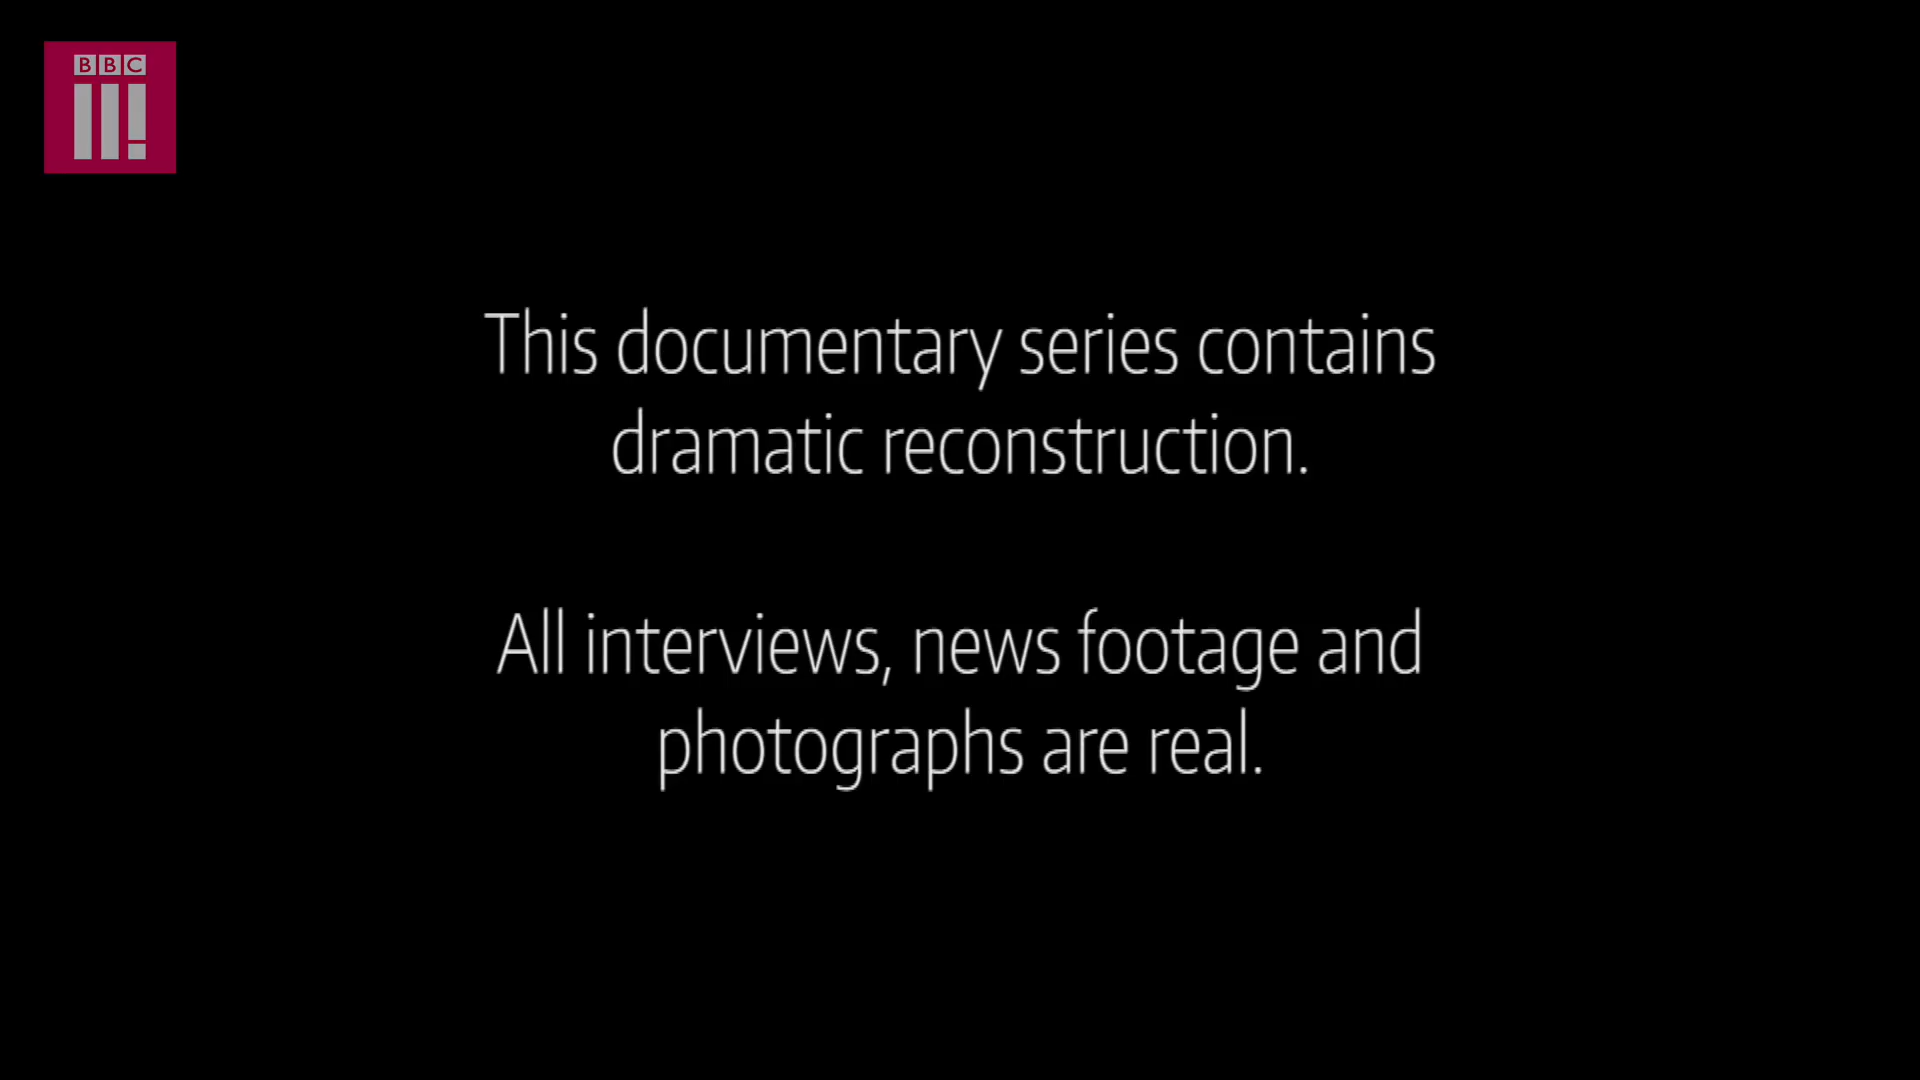 BBC
This documentary series contains
dramatic reconstruction.
All interviews, news footage and
photographs are real.